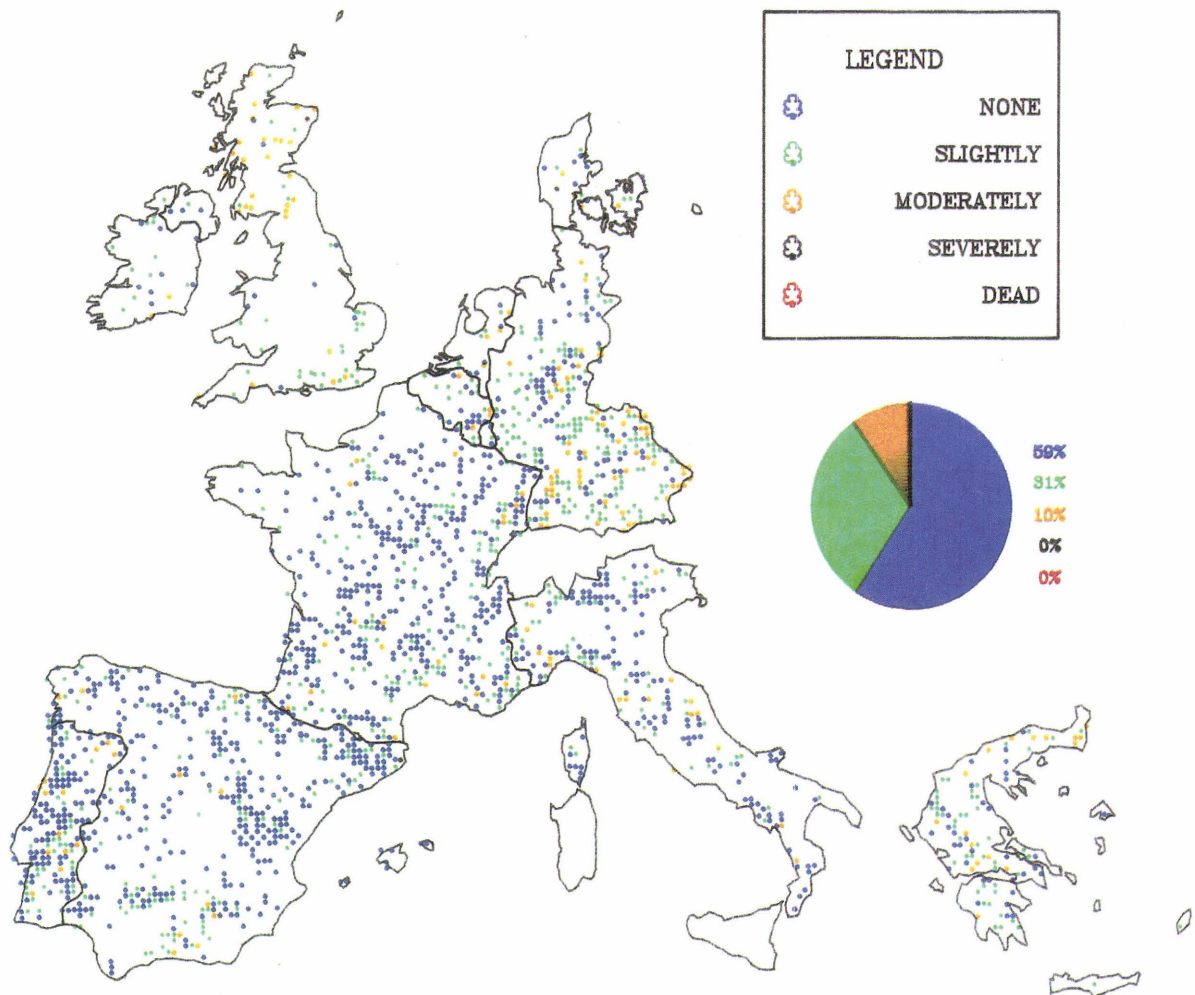 LEGEND
NONE
SLIGHTLY
MODERATELY
SEVERELY
DEAD
59%
31%
10%
0%
0%